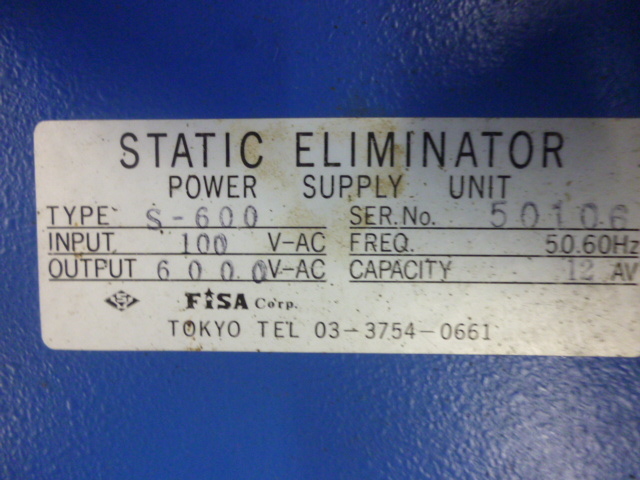 STATIC ELIMINATOR
POWER SUPPLY UNIT
TYPE S-600 SER.No. 50106
INPUT 100 V-AC FREQ. 50.60Hz
OUTPUT 6000 V-AC CAPACITY 12 AV
FISA Corp.
TOKYO TEL 03-3754-0661